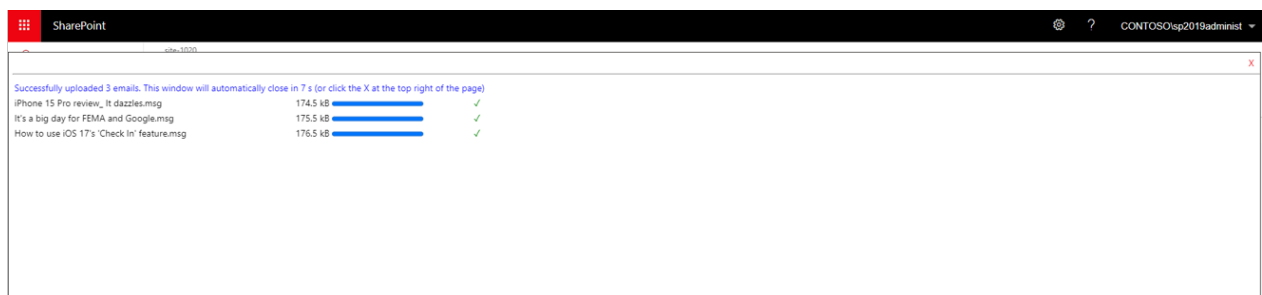 SharePoint
? CONTOSO\sp2019administ
site-1020
X
Successfully uploaded 3 emails. This window will automatically close in 7 s (or click the X at the top right of the page)
iPhone 15 Pro review_ It dazzles.msg 174.5 kB ✓
It's a big day for FEMA and Google.msg 175.5 kB ✓
How to use iOS 17's 'Check In' feature.msg 176.5 kB ✓